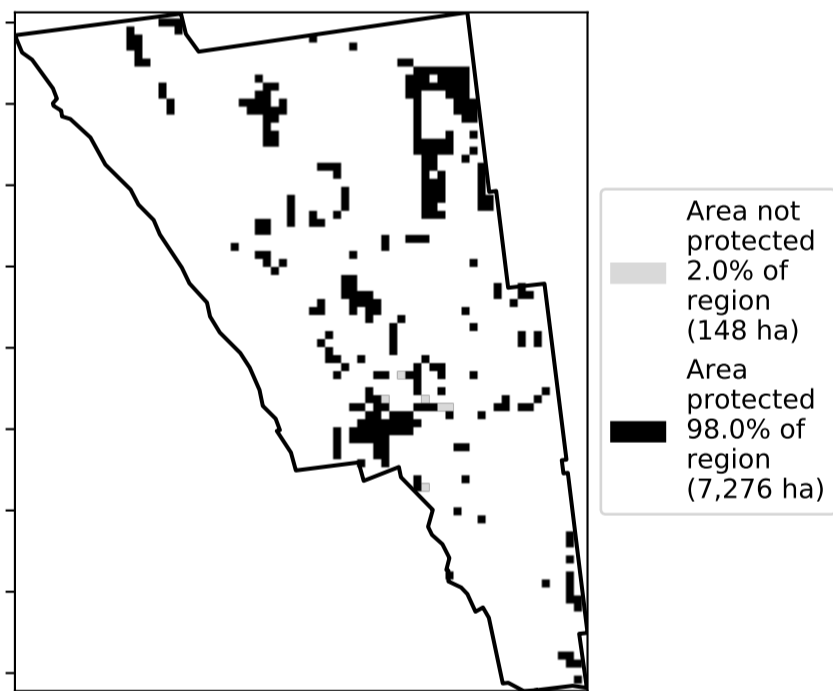 Area not
protected
2.0% of
region
(148 ha)
Area
protected
98.0% of
region
(7,276 ha)